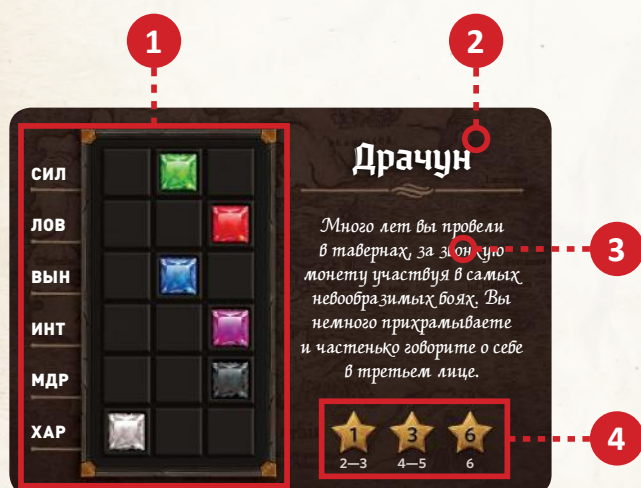 1
2
СИЛ
ЛОВ
ВЫН
ИНТ
МДР
ХАР
Драчун
Много лет вы провели
в тавернах, за звонкую
монету участвуя в самых
невообразимых боях. Вы
немного прихрамываете
и частенько говорите о себе
в третьем лице.
3
1 3 6
2—3 4—5 6
4